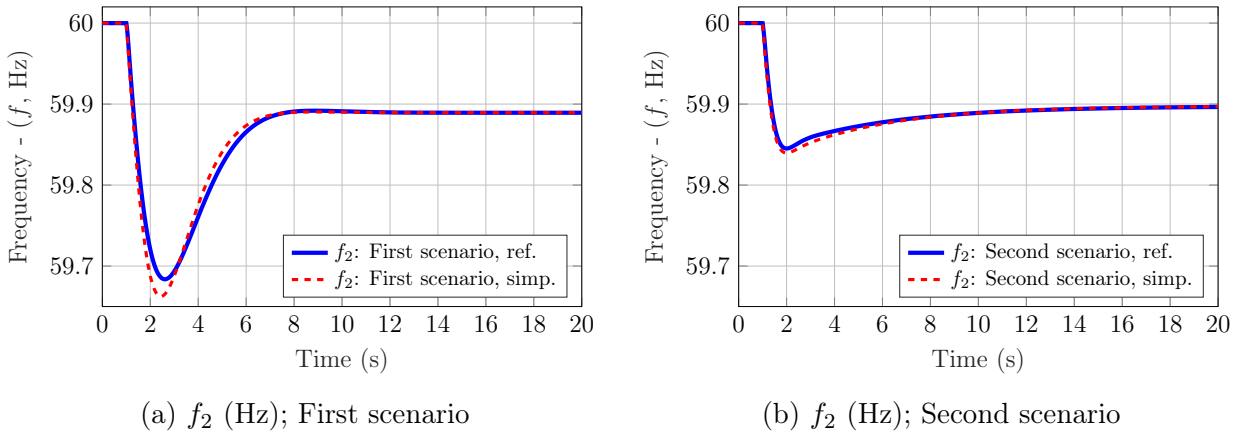 60
59.9
59.8
59.7
0 2 4 6 8 10 12 14 16 18 20
Time (s)
Frequency - (f, Hz)
f₂: First scenario, ref.
f₂: First scenario, simp.
(a) f₂ (Hz); First scenario
60
59.9
59.8
59.7
0 2 4 6 8 10 12 14 16 18 20
Time (s)
Frequency - (f, Hz)
f₂: Second scenario, ref.
f₂: Second scenario, simp.
(b) f₂ (Hz); Second scenario